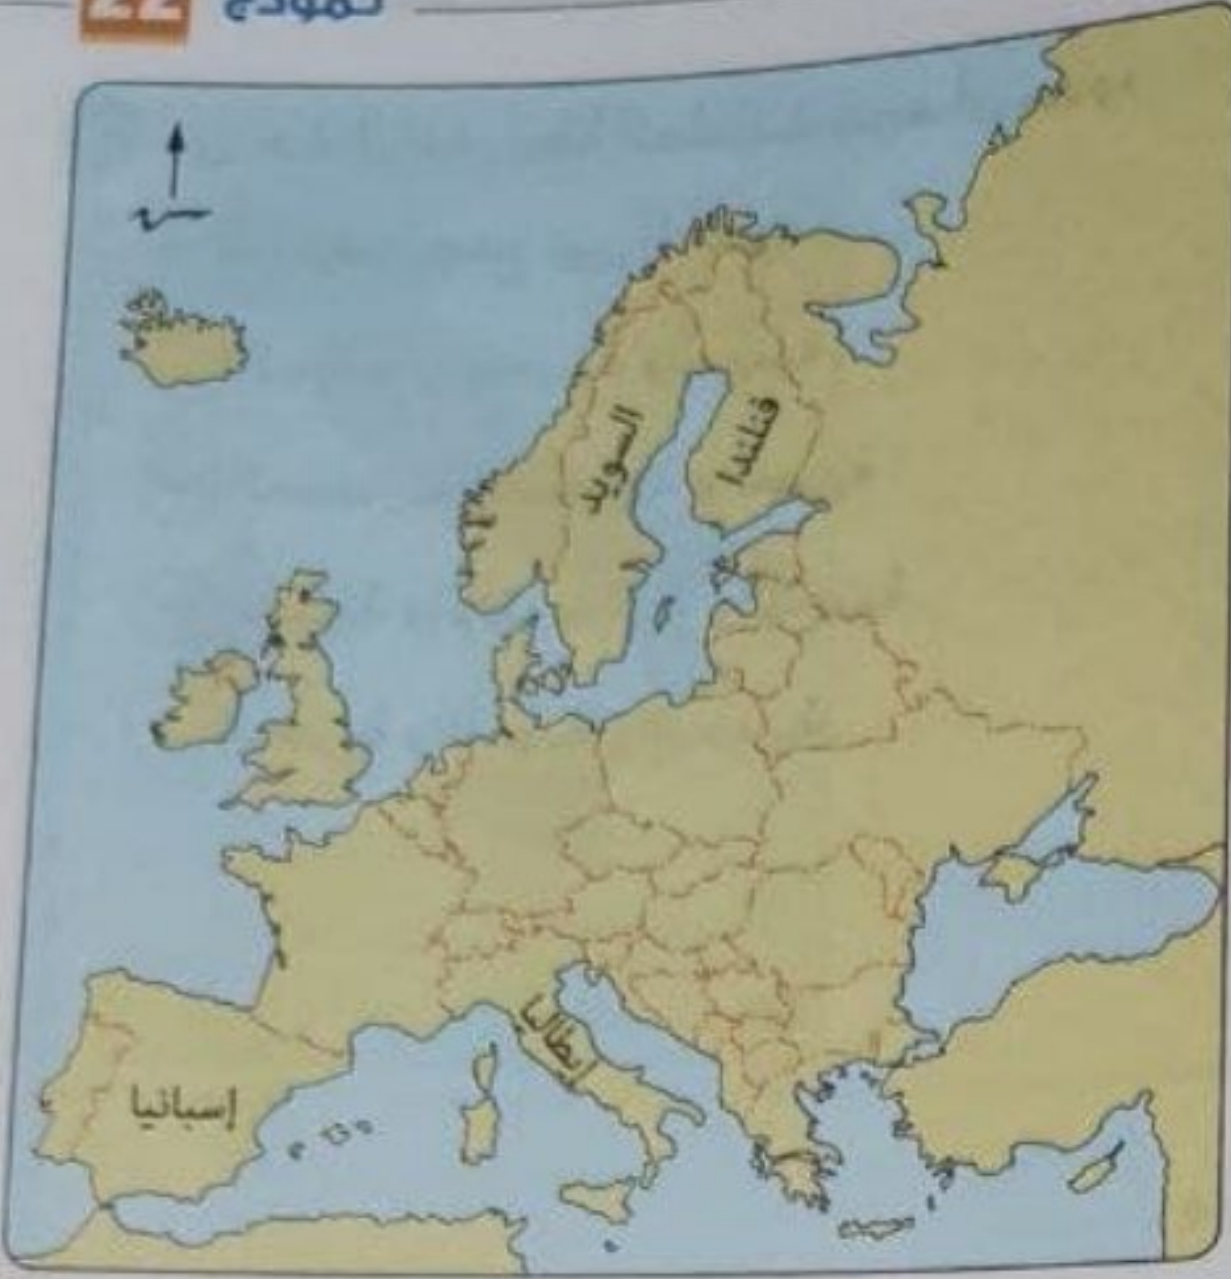 نموذج 22
السويد
فنلندا
إيطاليا
إسبانيا